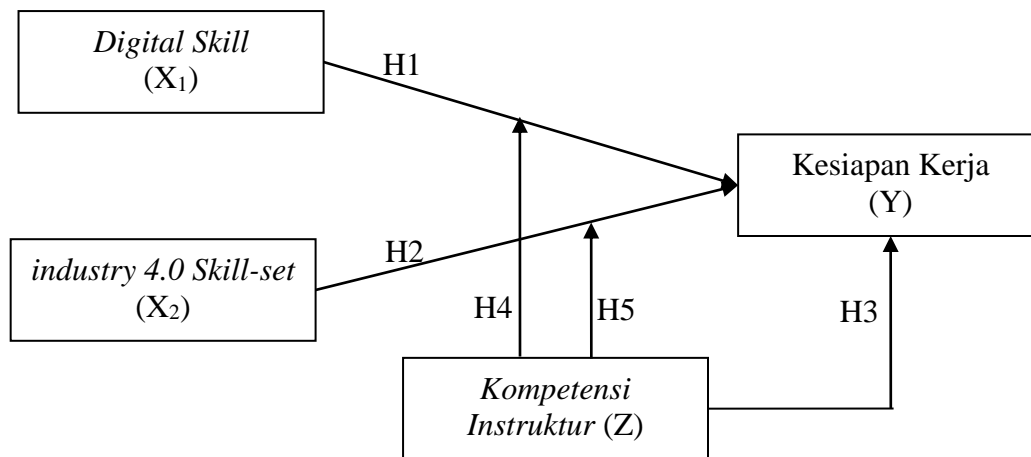 Digital Skill
(X₁)
H1
Kesiapan Kerja
(Y)
industry 4.0 Skill-set
(X₂)
H2
H4
H5
H3
Kompetensi
Instruktur (Z)